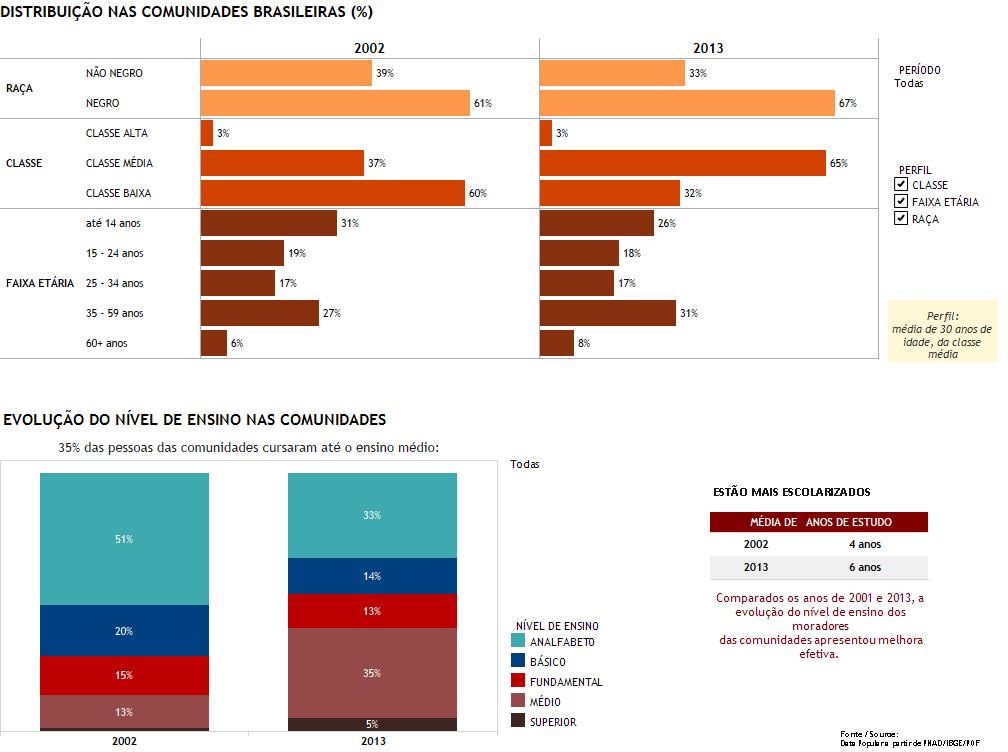 DISTRIBUIÇÃO NAS COMUNIDADES BRASILEIRAS (%)
2002 2013
RAÇA
NÃO NEGRO 39% 33%
NEGRO 61% 67%
CLASSE
CLASSE ALTA 3% 3%
CLASSE MÉDIA 37% 65%
CLASSE BAIXA 60% 32%
FAIXA ETÁRIA
até 14 anos 31% 26%
15 - 24 anos 19% 18%
25 - 34 anos 17% 17%
35 - 59 anos 27% 31%
60+ anos 6% 8%
PERÍODO
Todas
PERFIL
CLASSE
FAIXA ETÁRIA
RAÇA
Perfil:
média de 30 anos de
idade, da classe
média
EVOLUÇÃO DO NÍVEL DE ENSINO NAS COMUNIDADES
35% das pessoas das comunidades cursaram até o ensino médio:
51%
20%
15%
13%
2002
33%
14%
13%
35%
5%
2013
Todas
NÍVEL DE ENSINO
ANALFABETO
BÁSICO
FUNDAMENTAL
MÉDIO
SUPERIOR
ESTÃO MAIS ESCOLARIZADOS
MÉDIA DE ANOS DE ESTUDO
2002 4 anos
2013 6 anos
Comparados os anos de 2001 e 2013, a
evolução do nível de ensino dos
moradores
das comunidades apresentou melhora
efetiva.
Fonte / Source:
Data Popular a partir de PNAD/IBGE/POF